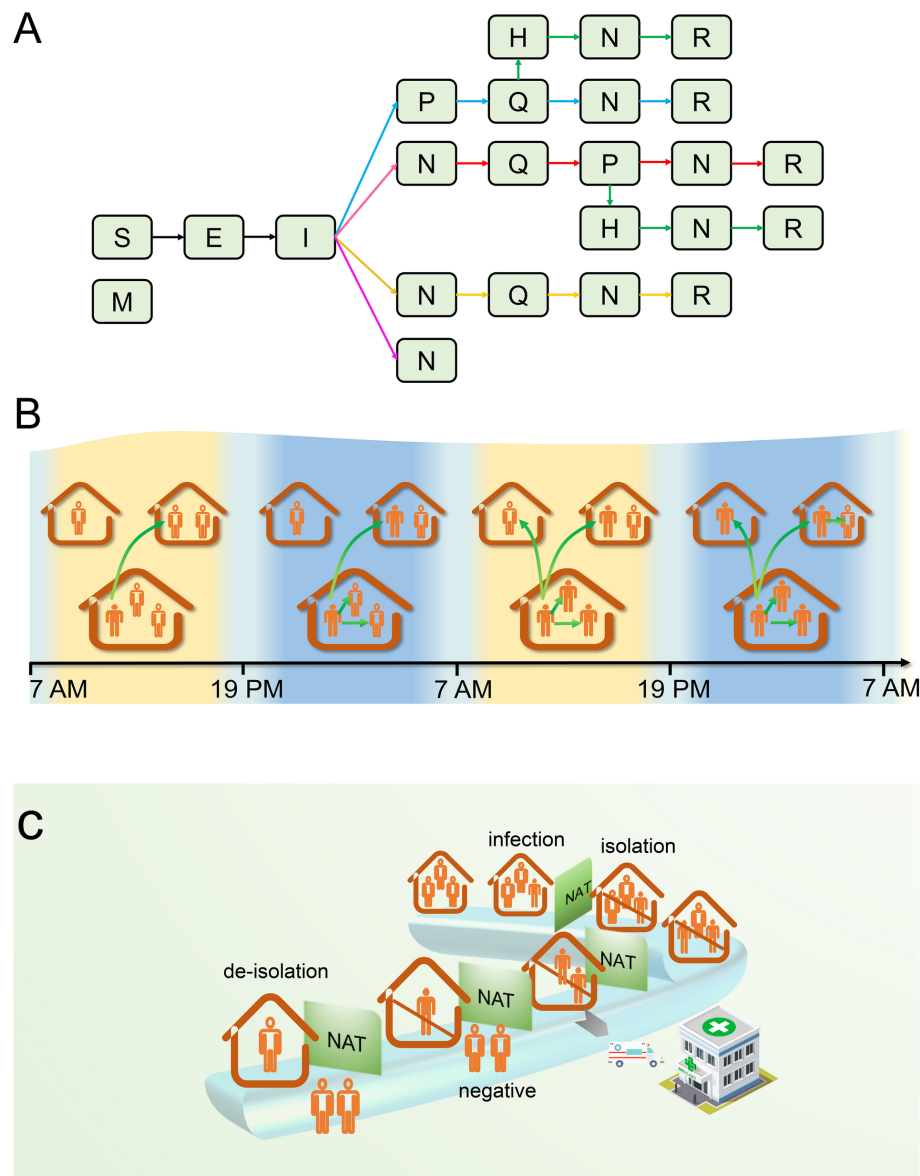 A
H N R
P Q N R
N Q P N R
S E I
H N R
M
N Q N R
N
B
7 AM 19 PM 7 AM 19 PM 7 AM
C
infection
isolation
NAT
NAT
de-isolation
NAT
NAT
negative